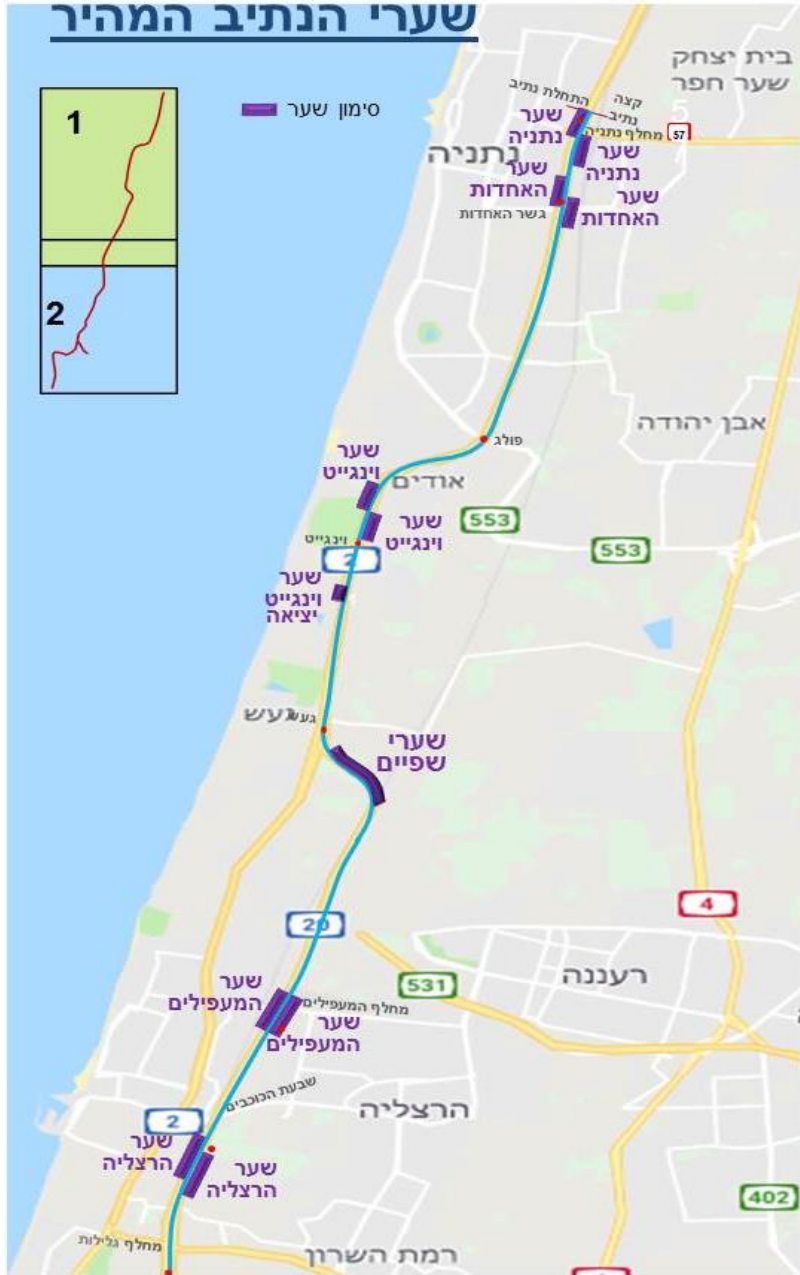 שערי הנתיב המהיר
סימון שער
1
2
בית יצחק
שער חפר
קצה
נתיב
התחלת נתיב
5
57
מחלף נתניה
שער
נתניה
שער
נתניה
נתניה
שער
האחדות
שער
האחדות
גשר האחדות
אבן יהודה
פולג
שער
וינגייט
אודים
שער
וינגייט
553
553
וינגייט
2
שער
וינגייט
יציאה
געש
געש
שערי
שפיים
4
20
רעננה
531
שער
המעפילים
מחלף המעפילים
שער
המעפילים
שבעת הכוכבים
הרצליה
2
שער
הרצליה
שער
הרצליה
402
מחלף גלילות
רמת השרון